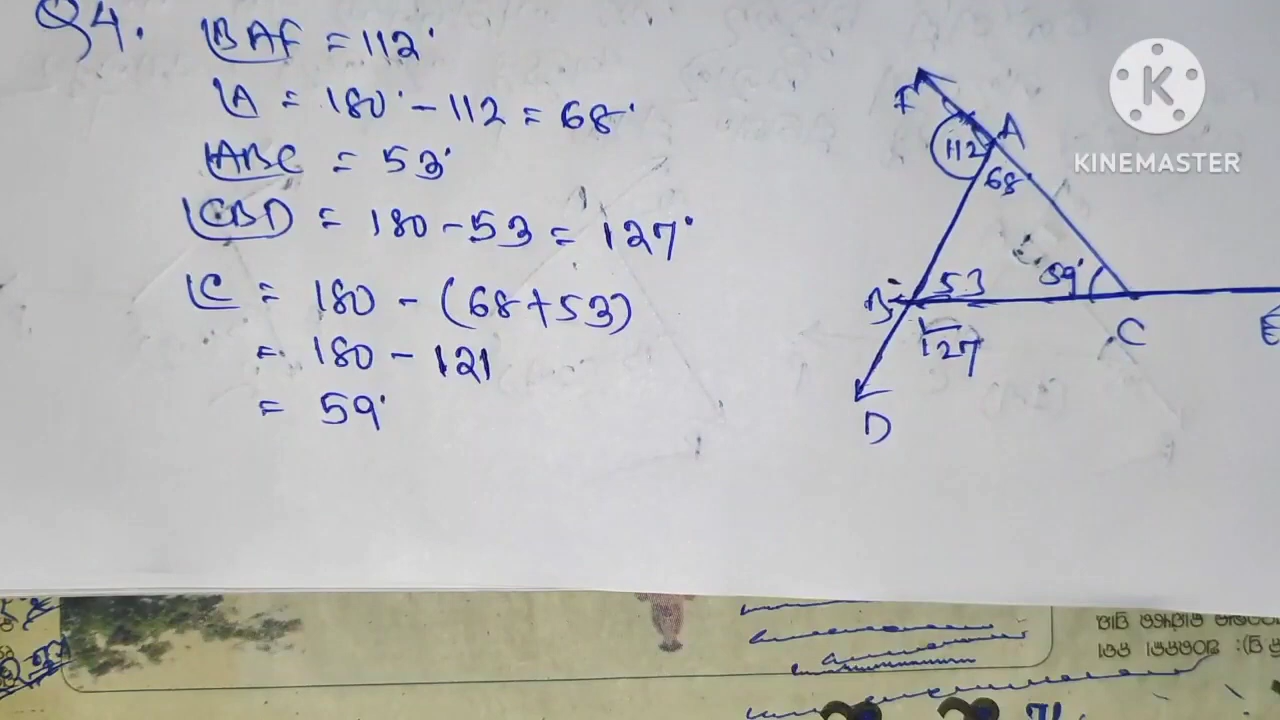 Q4.
∠BAF = 112°
∠A = 180° - 112 = 68°
∠ABC = 53°
∠CBD = 180 - 53 = 127°
∠C = 180 - (68+53)
= 180 - 121
= 59°
F
A
112
68°
B
53
59°
C
E
127
D
K
KINEMASTER